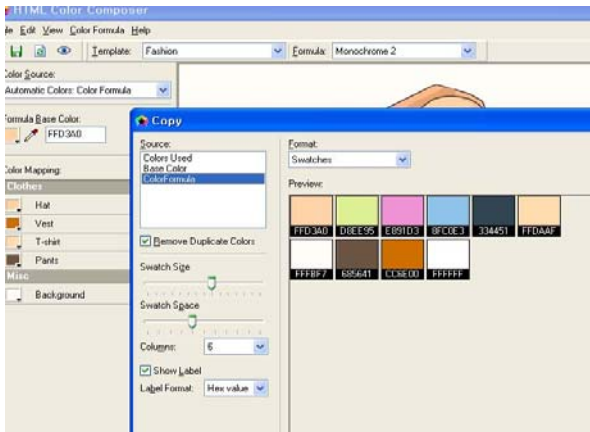 HTML Color Composer
Edit View Color Formula Help
Template: Fashion Formula: Monochrome 2
Color Source:
Automatic Colors: Color Formula
Formula Base Color:
FFD3A0
Color Mapping:
Clothes
Hat
Vest
T-shirt
Pants
Misc
Background
Copy
Source:
Colors Used
Base Color
ColorFormula
Remove Duplicate Colors
Swatch Size
Swatch Space
Columns: 6
Show Label
Label Format: Hex value
Format:
Swatches
Preview:
FFD3A0 D8EE95 E891D3 8FC0E3 334451 FFDAAF
FFFBF7 685641 CC6E00 FFFFFF